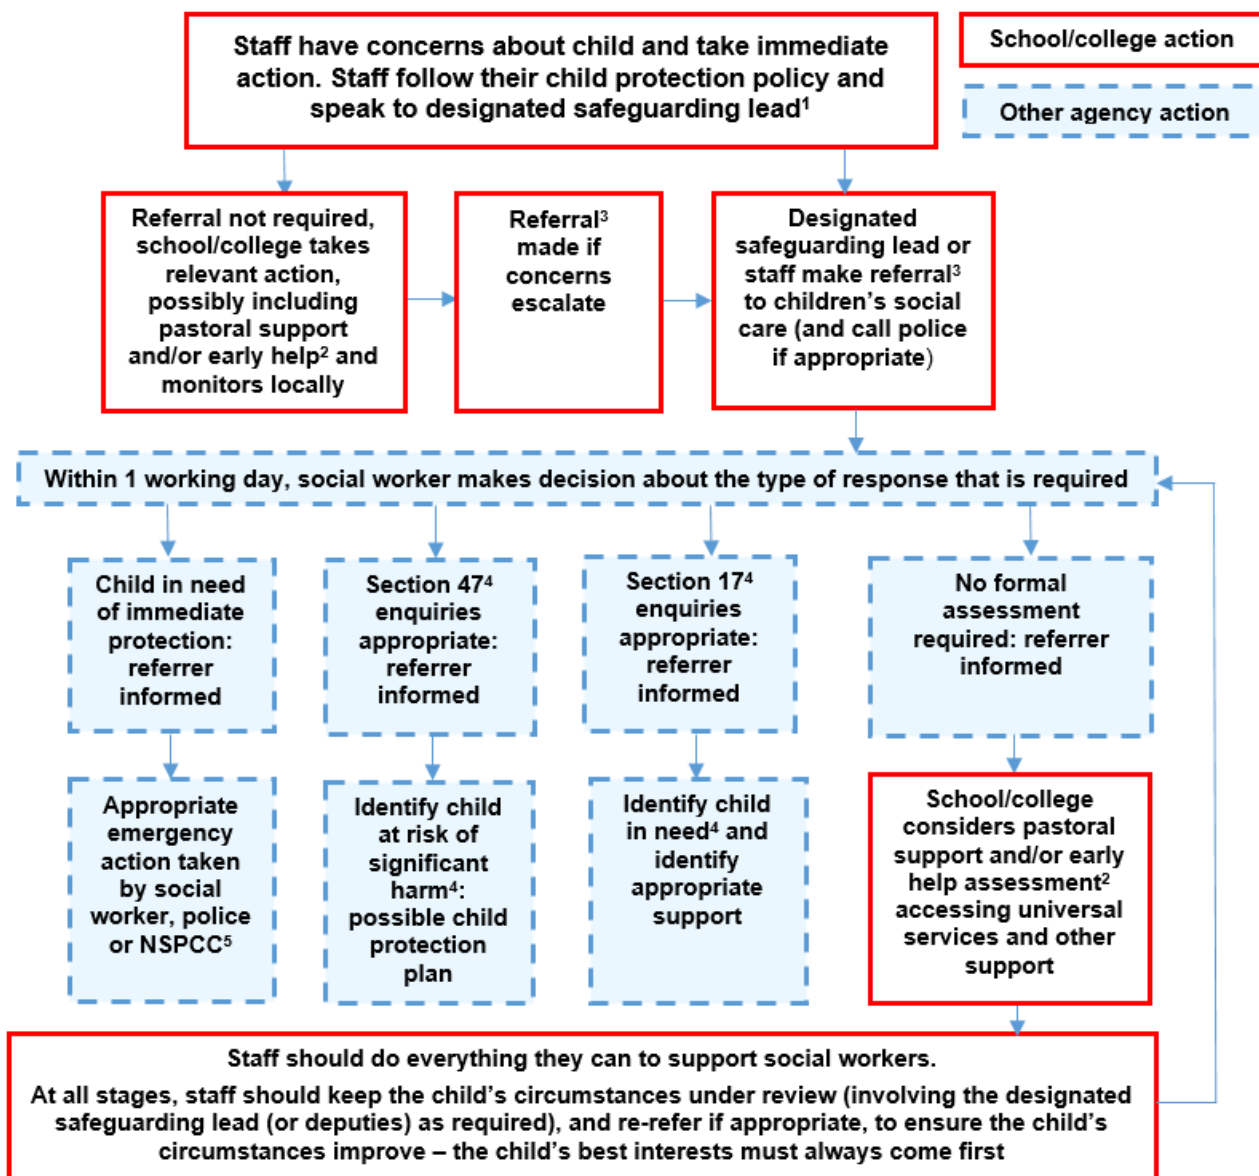 Staff have concerns about child and take immediate
action. Staff follow their child protection policy and
speak to designated safeguarding lead¹
School/college action
Other agency action
Referral not required,
school/college takes
relevant action,
possibly including
pastoral support
and/or early help² and
monitors locally
Referral³
made if
concerns
escalate
Designated
safeguarding lead or
staff make referral³
to children's social
care (and call police
if appropriate)
Within 1 working day, social worker makes decision about the type of response that is required
Child in need
of immediate
protection:
referrer
informed
Section 47⁴
enquiries
appropriate:
referrer
informed
Section 17⁴
enquiries
appropriate:
referrer
informed
No formal
assessment
required: referrer
informed
Appropriate
emergency
action taken
by social
worker, police
or NSPCC⁵
Identify child
at risk of
significant
harm⁴:
possible child
protection
plan
Identify child
in need⁴ and
identify
appropriate
support
School/college
considers pastoral
support and/or early
help assessment²
accessing universal
services and other
support
Staff should do everything they can to support social workers.
At all stages, staff should keep the child's circumstances under review (involving the designated
safeguarding lead (or deputies) as required), and re-refer if appropriate, to ensure the child's
circumstances improve – the child's best interests must always come first